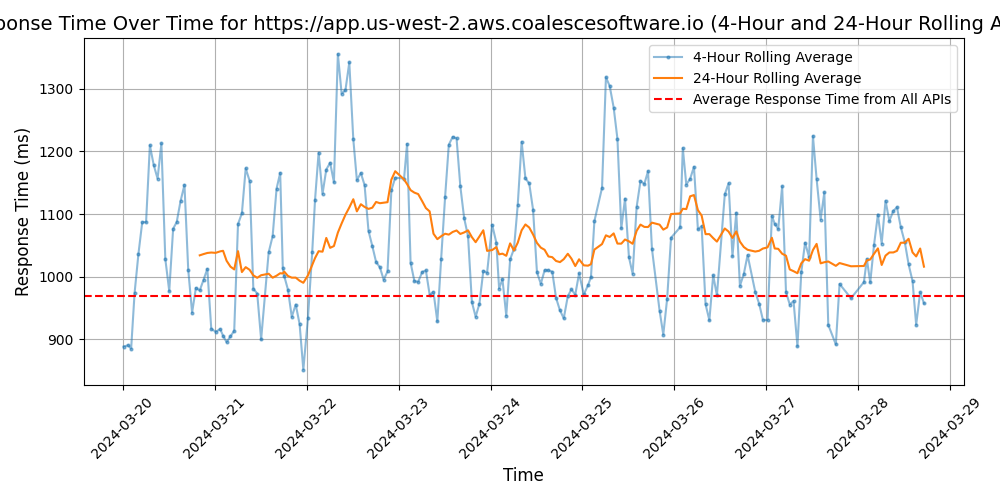 ponse Time Over Time for https://app.us-west-2.aws.coalescesoftware.io (4-Hour and 24-Hour Rolling A
4-Hour Rolling Average
24-Hour Rolling Average
Average Response Time from All APIs
Response Time (ms)
1300
1200
1100
1000
900
2024-03-20
2024-03-21
2024-03-22
2024-03-23
2024-03-24
2024-03-25
2024-03-26
2024-03-27
2024-03-28
2024-03-29
Time